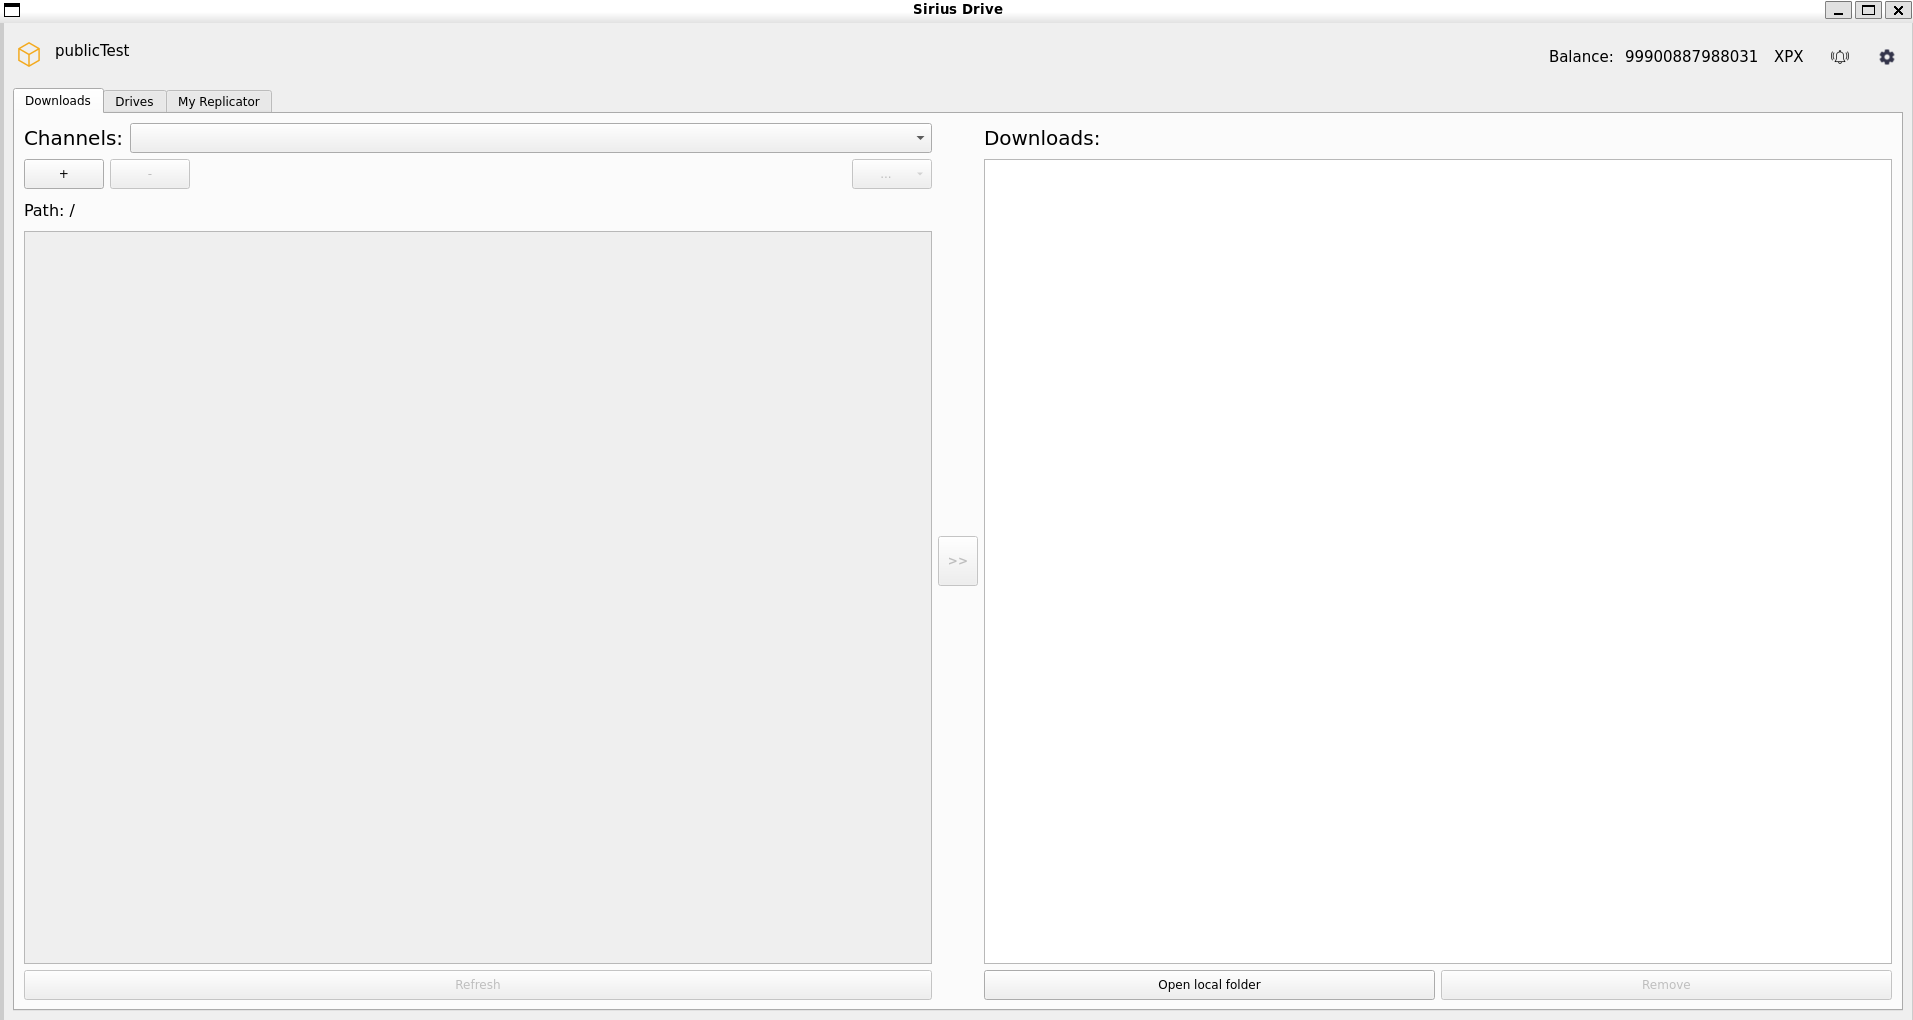 Sirius Drive
publicTest
Balance: 99900887988031 XPX
Downloads Drives My Replicator
Channels:
Downloads:
+ - ...
Path: /
>>
Refresh
Open local folder
Remove